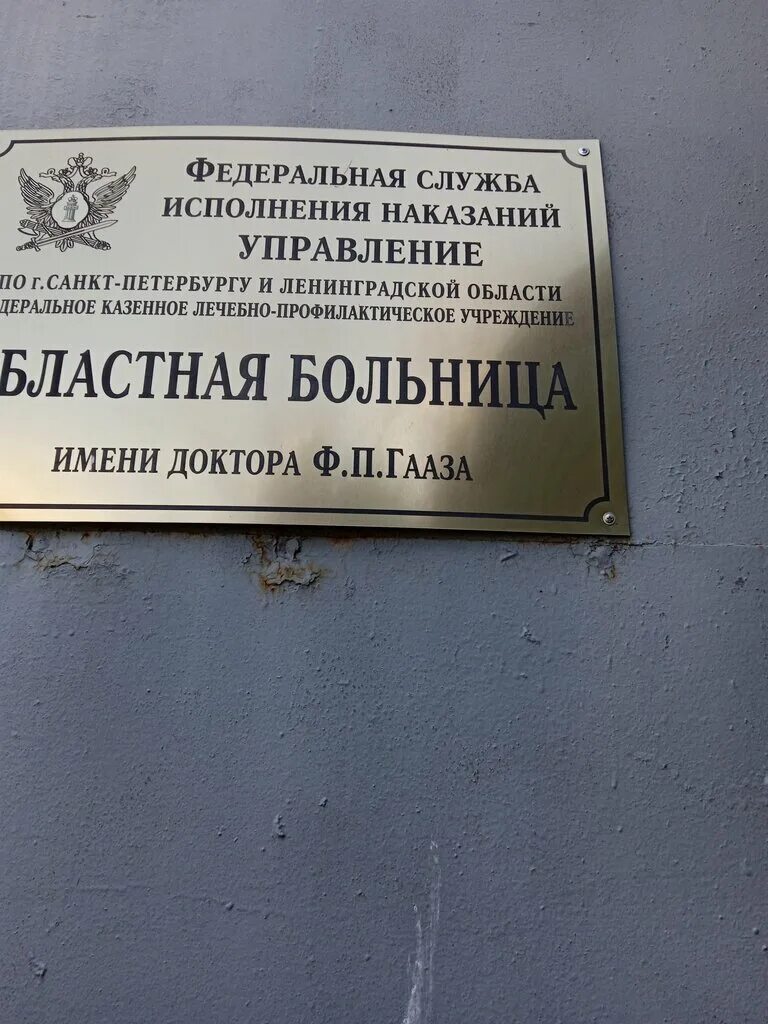 ФЕДЕРАЛЬНАЯ СЛУЖБА
ИСПОЛНЕНИЯ НАКАЗАНИЙ
УПРАВЛЕНИЕ
ПО г.САНКТ-ПЕТЕРБУРГУ И ЛЕНИНГРАДСКОЙ ОБЛАСТИ
ДЕРАЛЬНОЕ КАЗЕННОЕ ЛЕЧЕБНО-ПРОФИЛАКТИЧЕСКОЕ УЧРЕЖДЕНИЕ
БЛАСТНАЯ БОЛЬНИЦА
ИМЕНИ ДОКТОРА Ф.П.ГААЗА